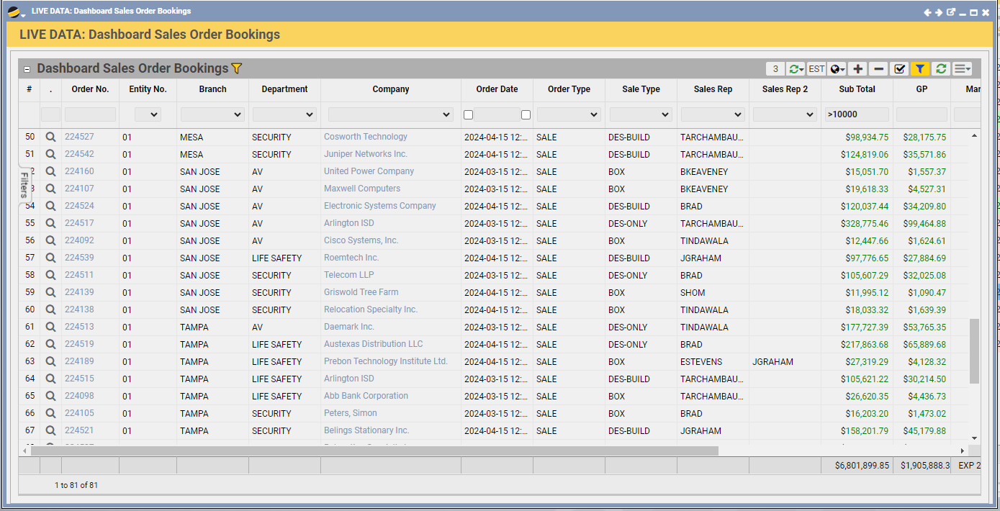 LIVE DATA: Dashboard Sales Order Bookings
LIVE DATA: Dashboard Sales Order Bookings
Dashboard Sales Order Bookings 3 EST
# . Order No. Entity No. Branch Department Company Order Date Order Type Sale Type Sales Rep Sales Rep 2 Sub Total GP Mar
>10000
50 224527 01 MESA SECURITY Cosworth Technology 2024-04-15 12:... SALE DES-BUILD TARCHAMBAU... $98,934.75 $28,175.75
51 224542 01 MESA SECURITY Juniper Networks Inc. 2024-04-15 12:... SALE DES-BUILD TARCHAMBAU... $124,819.06 $35,571.86
2 224160 01 SAN JOSE AV United Power Company 2024-03-15 12:... SALE BOX BKEAVENEY $15,051.70 $1,557.37
3 224107 01 SAN JOSE AV Maxwell Computers 2024-03-15 12:... SALE BOX BKEAVENEY $19,618.33 $4,527.31
Filters
54 224524 01 SAN JOSE AV Electronic Systems Company 2024-04-15 12:... SALE DES-BUILD BRAD $120,037.44 $34,209.80
55 224517 01 SAN JOSE AV Arlington ISD 2024-04-15 12:... SALE DES-ONLY TARCHAMBAU... $328,775.46 $99,464.88
56 224092 01 SAN JOSE AV Cisco Systems, Inc. 2024-03-15 12:... SALE BOX TINDAWALA $12,447.66 $1,624.61
57 224539 01 SAN JOSE LIFE SAFETY Roemtech Inc. 2024-04-15 12:... SALE DES-BUILD JGRAHAM $97,776.65 $27,884.69
58 224511 01 SAN JOSE SECURITY Telecom LLP 2024-04-15 12:... SALE DES-ONLY BRAD $105,607.29 $32,025.08
59 224139 01 SAN JOSE SECURITY Griswold Tree Farm 2024-03-15 12:... SALE BOX SHOM $11,995.12 $1,090.47
60 224138 01 SAN JOSE SECURITY Relocation Specialty Inc. 2024-03-15 12:... SALE BOX TINDAWALA $18,033.32 $1,639.39
61 224513 01 TAMPA AV Daemark Inc. 2024-04-15 12:... SALE DES-ONLY TINDAWALA $177,727.39 $53,765.35
62 224519 01 TAMPA LIFE SAFETY Austexas Distribution LLC 2024-04-15 12:... SALE DES-ONLY BRAD $217,863.68 $65,889.68
63 224189 01 TAMPA LIFE SAFETY Prebon Technology Institute Ltd. 2024-03-15 12:... SALE BOX ESTEVENS JGRAHAM $27,319.29 $4,128.32
64 224515 01 TAMPA LIFE SAFETY Arlington ISD 2024-04-15 12:... SALE DES-BUILD TARCHAMBAU... $105,621.22 $30,214.50
65 224098 01 TAMPA LIFE SAFETY Abb Bank Corporation 2024-03-15 12:... SALE BOX TARCHAMBAU... $26,620.35 $4,436.73
66 224105 01 TAMPA SECURITY Peters, Simon 2024-03-15 12:... SALE BOX BRAD $16,203.20 $1,473.02
67 224521 01 TAMPA SECURITY Belings Stationary Inc. 2024-04-15 12:... SALE DES-BUILD JGRAHAM $158,201.79 $45,179.88
$6,801,899.85 $1,905,888.3 EXP 2
1 to 81 of 81